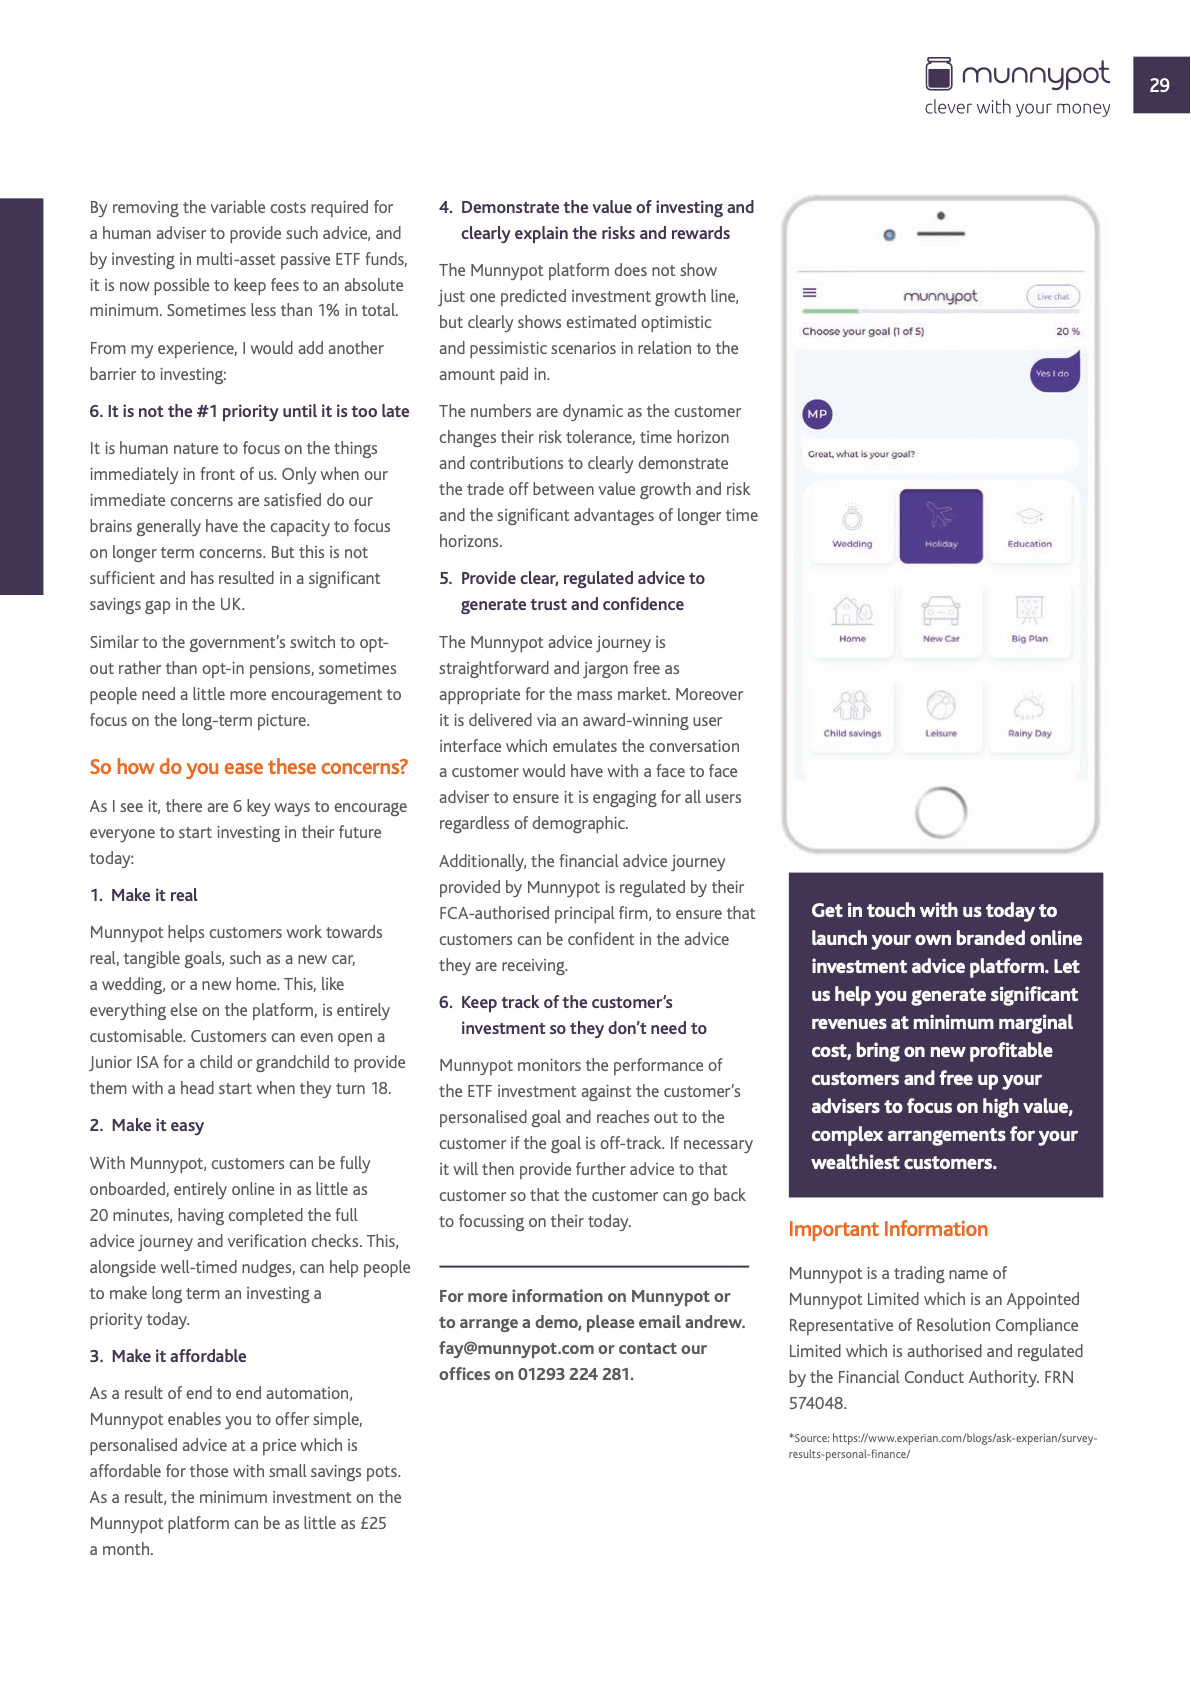 munnypot
clever with your money
29
By removing the variable costs required for
a human adviser to provide such advice, and
by investing in multi-asset passive ETF funds,
it is now possible to keep fees to an absolute
minimum. Sometimes less than 1% in total.
From my experience, I would add another
barrier to investing:
6. It is not the #1 priority until it is too late
It is human nature to focus on the things
immediately in front of us. Only when our
immediate concerns are satisfied do our
brains generally have the capacity to focus
on longer term concerns. But this is not
sufficient and has resulted in a significant
savings gap in the UK.
Similar to the government’s switch to opt-
out rather than opt-in pensions, sometimes
people need a little more encouragement to
focus on the long-term picture.
So how do you ease these concerns?
As I see it, there are 6 key ways to encourage
everyone to start investing in their future
today:
1. Make it real
Munnypot helps customers work towards
real, tangible goals, such as a new car,
a wedding, or a new home. This, like
everything else on the platform, is entirely
customisable. Customers can even open a
Junior ISA for a child or grandchild to provide
them with a head start when they turn 18.
2. Make it easy
With Munnypot, customers can be fully
onboarded, entirely online in as little as
20 minutes, having completed the full
advice journey and verification checks. This,
alongside well-timed nudges, can help people
to make long term an investing a
priority today.
3. Make it affordable
As a result of end to end automation,
Munnypot enables you to offer simple,
personalised advice at a price which is
affordable for those with small savings pots.
As a result, the minimum investment on the
Munnypot platform can be as little as £25
a month.
4. Demonstrate the value of investing and
clearly explain the risks and rewards
The Munnypot platform does not show
just one predicted investment growth line,
but clearly shows estimated optimistic
and pessimistic scenarios in relation to the
amount paid in.
The numbers are dynamic as the customer
changes their risk tolerance, time horizon
and contributions to clearly demonstrate
the trade off between value growth and risk
and the significant advantages of longer time
horizons.
5. Provide clear, regulated advice to
generate trust and confidence
The Munnypot advice journey is
straightforward and jargon free as
appropriate for the mass market. Moreover
it is delivered via an award-winning user
interface which emulates the conversation
a customer would have with a face to face
adviser to ensure it is engaging for all users
regardless of demographic.
Additionally, the financial advice journey
provided by Munnypot is regulated by their
FCA-authorised principal firm, to ensure that
customers can be confident in the advice
they are receiving.
6. Keep track of the customer’s
investment so they don’t need to
Munnypot monitors the performance of
the ETF investment against the customer’s
personalised goal and reaches out to the
customer if the goal is off-track. If necessary
it will then provide further advice to that
customer so that the customer can go back
to focussing on their today.
For more information on Munnypot or
to arrange a demo, please email andrew.
fay@munnypot.com or contact our
offices on 01293 224 281.
munnypot
Live chat
Choose your goal (1 of 5) 20 %
Yes I do
MP
Great, what is your goal?
Wedding Holiday Education
Home New Car Big Plan
Child savings Leisure Rainy Day
Get in touch with us today to
launch your own branded online
investment advice platform. Let
us help you generate significant
revenues at minimum marginal
cost, bring on new profitable
customers and free up your
advisers to focus on high value,
complex arrangements for your
wealthiest customers.
Important Information
Munnypot is a trading name of
Munnypot Limited which is an Appointed
Representative of Resolution Compliance
Limited which is authorised and regulated
by the Financial Conduct Authority. FRN
574048.
*Source: https://www.experian.com/blogs/ask-experian/survey-
results-personal-finance/